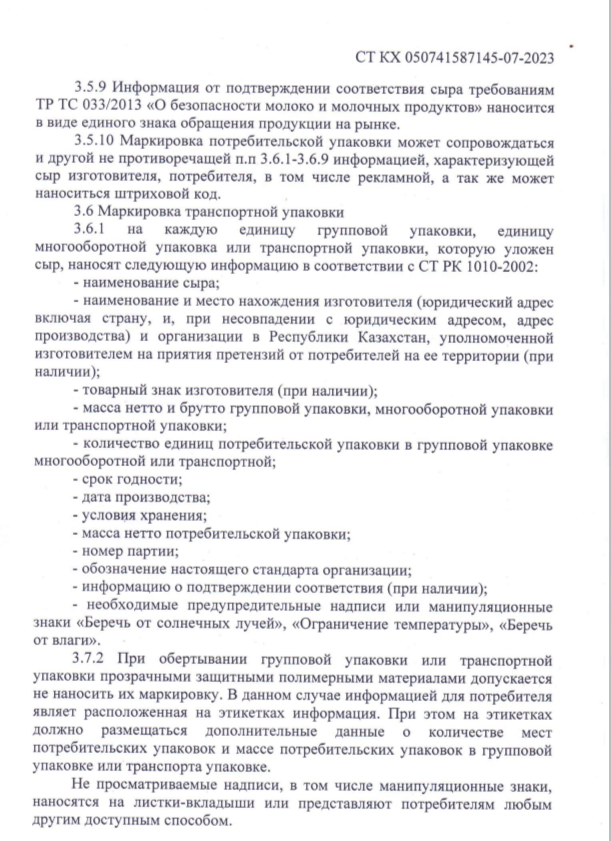 СТ КХ 050741587145-07-2023
3.5.9 Информация от подтверждении соответствия сыра требованиям
ТР ТС 033/2013 «О безопасности молоко и молочных продуктов» наносится
в виде единого знака обращения продукции на рынке.
3.5.10 Маркировка потребительской упаковки может сопровождаться
и другой не противоречащей п.п 3.6.1-3.6.9 информацией, характеризующей
сыр изготовителя, потребителя, в том числе рекламной, а так же может
наноситься штриховой код.
3.6 Маркировка транспортной упаковки
3.6.1 на каждую единицу групповой упаковки, единицу
многооборотной упаковка или транспортной упаковки, которую уложен
сыр, наносят следующую информацию в соответствии с СТ РК 1010-2002:
- наименование сыра;
- наименование и место нахождения изготовителя (юридический адрес
включая страну, и, при несовпадении с юридическим адресом, адрес
производства) и организации в Республики Казахстан, уполномоченной
изготовителем на приятия претензий от потребителей на ее территории (при
наличии);
- товарный знак изготовителя (при наличии);
- масса нетто и брутто групповой упаковки, многооборотной упаковки
или транспортной упаковки;
- количество единиц потребительской упаковки в групповой упаковке
многооборотной или транспортной;
- срок годности;
- дата производства;
- условия хранения;
- масса нетто потребительской упаковки;
- номер партии;
- обозначение настоящего стандарта организации;
- информацию о подтверждении соответствия (при наличии);
- необходимые предупредительные надписи или манипуляционные
знаки «Беречь от солнечных лучей», «Ограничение температуры», «Беречь
от влаги».
3.7.2 При обертывании групповой упаковки или транспортной
упаковки прозрачными защитными полимерными материалами допускается
не наносить их маркировку. В данном случае информацией для потребителя
являет расположенная на этикетках информация. При этом на этикетках
должно размещаться дополнительные данные о количестве мест
потребительских упаковок и массе потребительских упаковок в групповой
упаковке или транспорта упаковке.
Не просматриваемые надписи, в том числе манипуляционные знаки,
наносятся на листки-вкладыши или представляют потребителям любым
другим доступным способом.